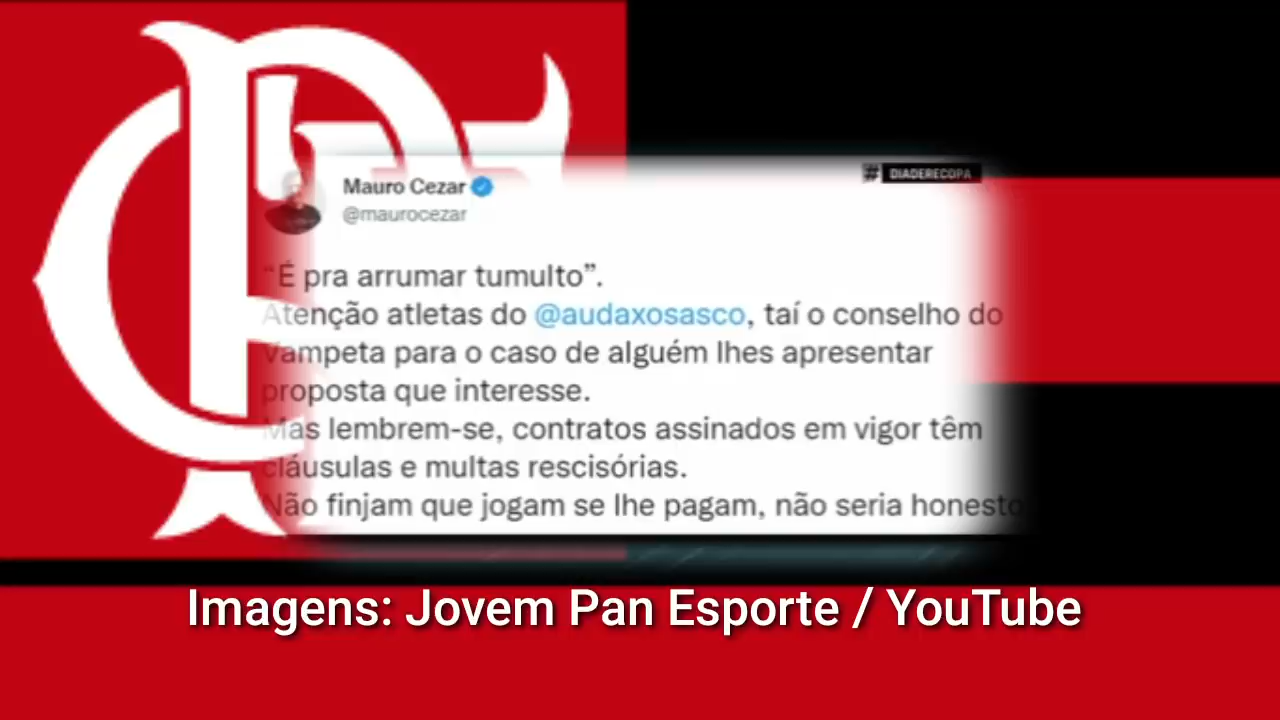 Mauro Cezar
# DIADERECOPA
@maurocezar
“É pra arrumar tumulto”.
Atenção atletas do @audaxosasco, taí o conselho do
Vampeta para o caso de alguém lhes apresentar
proposta que interesse.
Mas lembrem-se, contratos assinados em vigor têm
cláusulas e multas rescisórias.
Não finjam que jogam se lhe pagam, não seria honesto
Imagens: Jovem Pan Esporte / YouTube